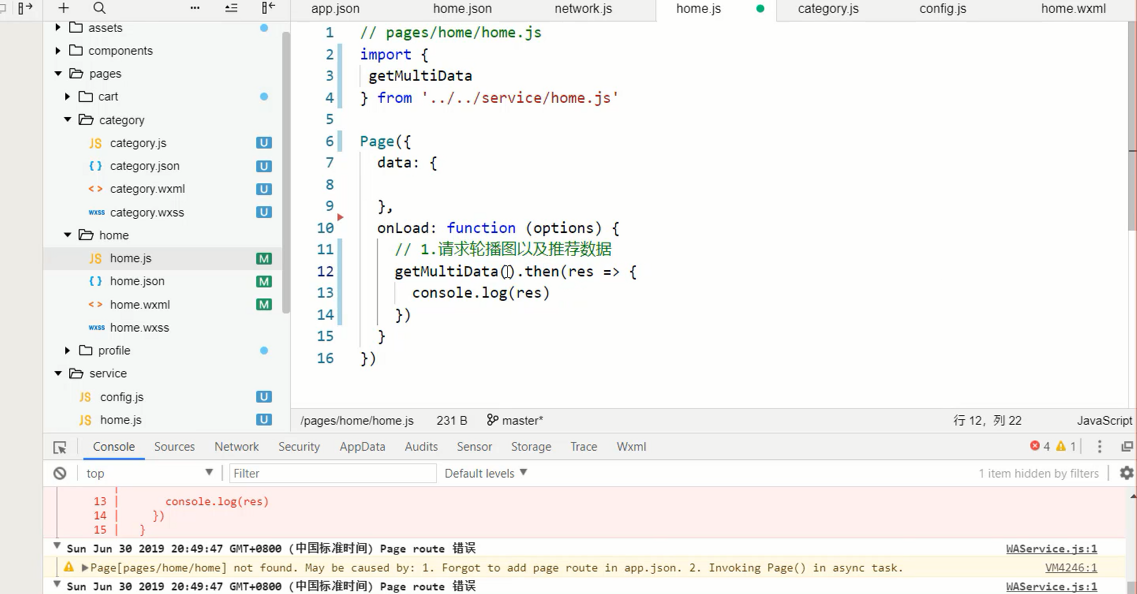 app.json home.json network.js home.js category.js config.js home.wxml
assets
components
pages
cart
category
JS category.js U
{ } category.json U
<> category.wxml U
wxss category.wxss U
home
JS home.js M
{ } home.json M
<> home.wxml M
wxss home.wxss
profile
service
JS config.js U
JS home.js U
1 // pages/home/home.js
2 import {
3 getMultiData
4 } from '../../service/home.js'
5
6 Page({
7 data: {
8
9 },
10 onLoad: function (options) {
11 // 1.请求轮播图以及推荐数据
12 getMultiData().then(res => {
13 console.log(res)
14 })
15 }
16 })
/pages/home/home.js 231 B master* 行 12，列 22 JavaScript
Console Sources Network Security AppData Audits Sensor Storage Trace Wxml 4 1
top Filter Default levels 1 item hidden by filters
13 | console.log(res)
14 | })
15 | }
Sun Jun 30 2019 20:49:47 GMT+0800 (中国标准时间) Page route 错误 WAService.js:1
Page[pages/home/home] not found. May be caused by: 1. Forgot to add page route in app.json. 2. Invoking Page() in async task. VM4246:1
Sun Jun 30 2019 20:49:47 GMT+0800 (中国标准时间) Page route 错误 WAService.js:1